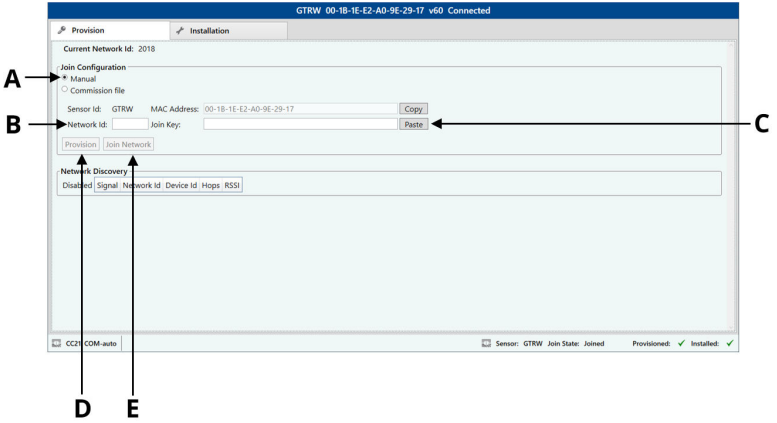 GTRW 00-1B-1E-E2-A0-9E-29-17 v60 Connected
Provision Installation
Current Network Id: 2018
Join Configuration
A
Manual
Commission file
Sensor Id: GTRW MAC Address: 00-1B-1E-E2-A0-9E-29-17 Copy
B Network Id: Join Key: Paste C
Provision Join Network
Network Discovery
Disabled Signal Network Id Device Id Hops RSSI
CC21 COM-auto Sensor: GTRW Join State: Joined Provisioned: ✓ Installed: ✓
D E